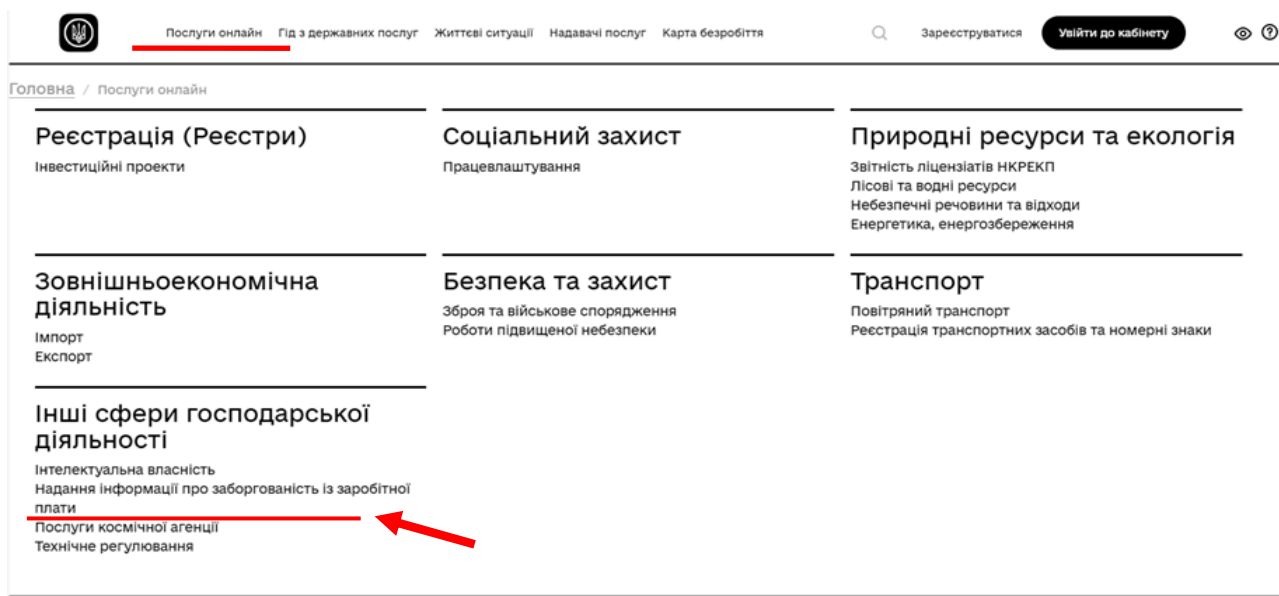 Послуги онлайн Гід з державних послуг Життєві ситуації Надавачі послуг Карта безробіття Зареєструватися Увійти до кабінету
Головна / Послуги онлайн
Реєстрація (Реєстри)
Інвестиційні проекти
Соціальний захист
Працевлаштування
Природні ресурси та екологія
Звітність ліцензіатів НКРЕКП
Лісові та водні ресурси
Небезпечні речовини та відходи
Енергетика, енергозбереження
Зовнішньоекономічна
діяльність
Імпорт
Експорт
Безпека та захист
Зброя та військове спорядження
Роботи підвищеної небезпеки
Транспорт
Повітряний транспорт
Реєстрація транспортних засобів та номерні знаки
Інші сфери господарської
діяльності
Інтелектуальна власність
Надання інформації про заборгованість із заробітної
плати
Послуги космічної агенції
Технічне регулювання